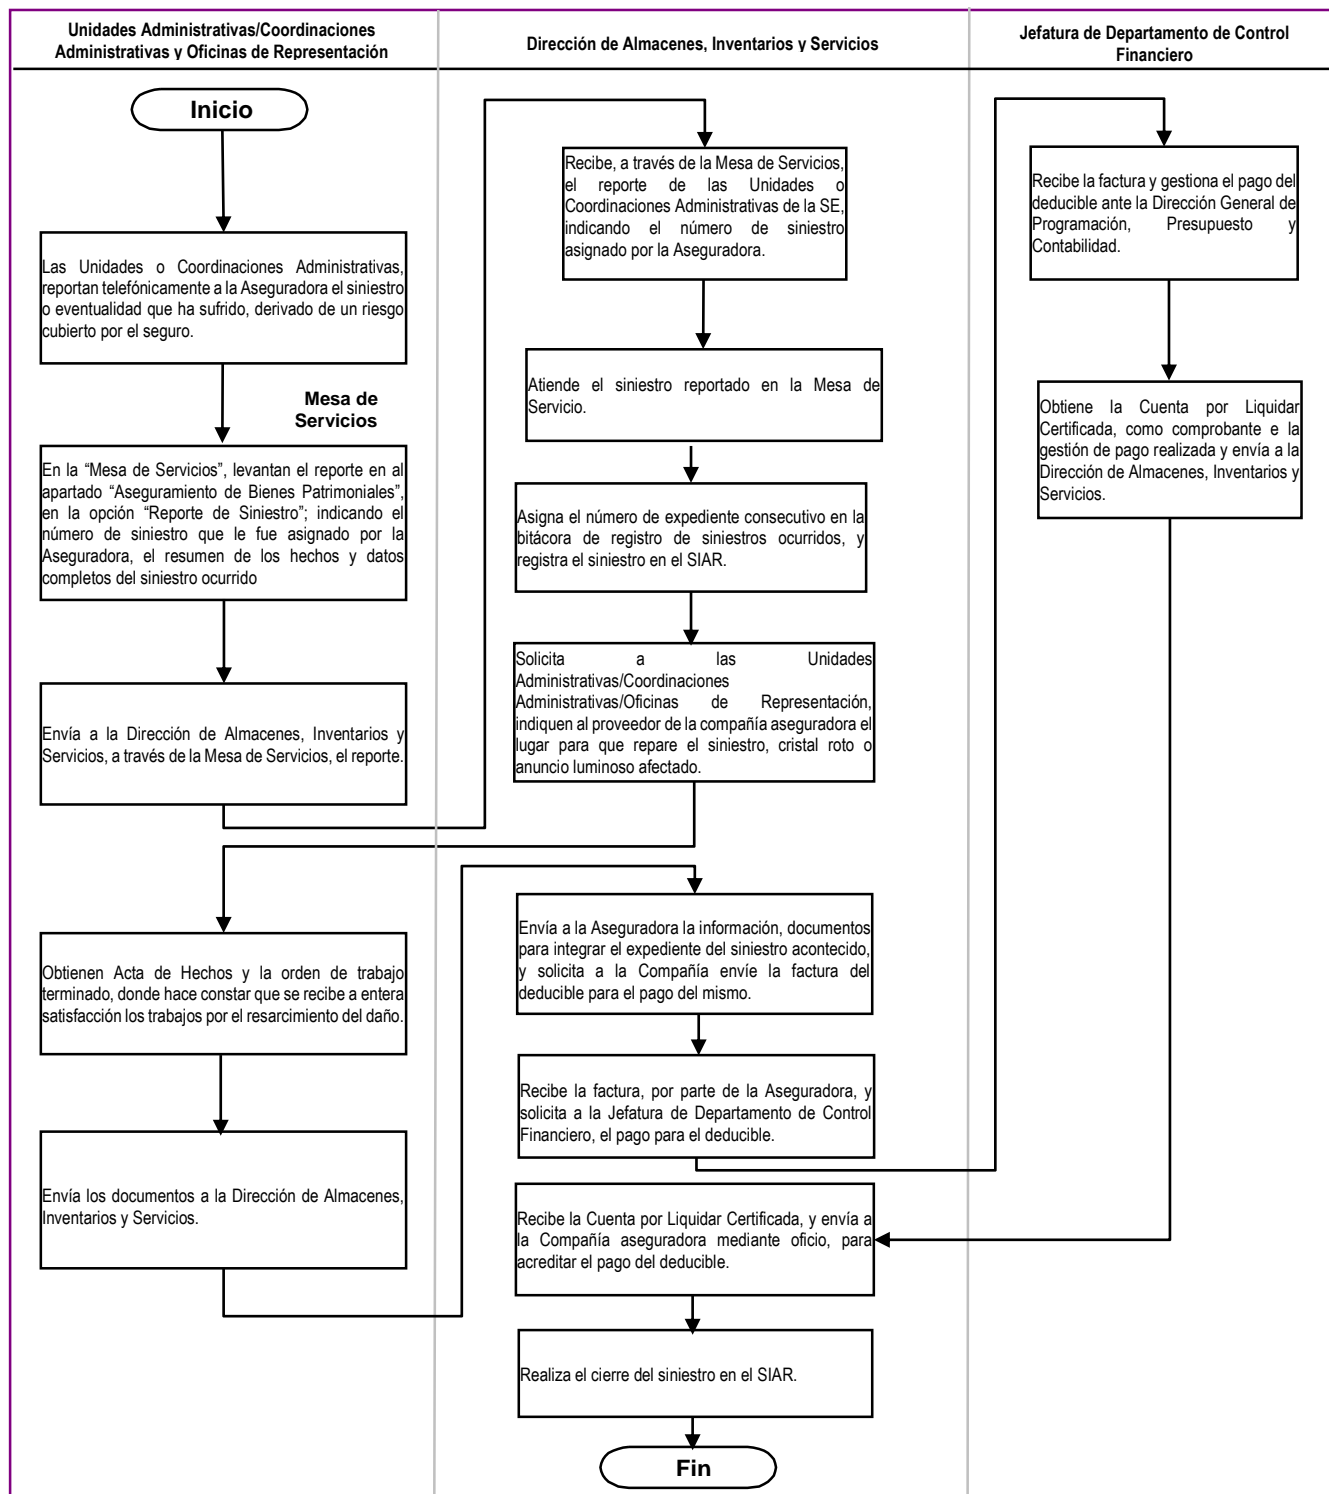 Unidades Administrativas/Coordinaciones
Administrativas y Oficinas de Representación
Dirección de Almacenes, Inventarios y Servicios
Jefatura de Departamento de Control
Financiero
Inicio
Las Unidades o Coordinaciones Administrativas,
reportan telefónicamente a la Aseguradora el siniestro
o eventualidad que ha sufrido, derivado de un riesgo
cubierto por el seguro.
Mesa de
Servicios
En la “Mesa de Servicios”, levantan el reporte en al
apartado “Aseguramiento de Bienes Patrimoniales”,
en la opción “Reporte de Siniestro”; indicando el
número de siniestro que le fue asignado por la
Aseguradora, el resumen de los hechos y datos
completos del siniestro ocurrido
Envía a la Dirección de Almacenes, Inventarios y
Servicios, a través de la Mesa de Servicios, el reporte.
Recibe, a través de la Mesa de Servicios,
el reporte de las Unidades o
Coordinaciones Administrativas de la SE,
indicando el número de siniestro
asignado por la Aseguradora.
Atiende el siniestro reportado en la Mesa de
Servicio.
Asigna el número de expediente consecutivo en la
bitácora de registro de siniestros ocurridos, y
registra el siniestro en el SIAR.
Solicita a las Unidades
Administrativas/Coordinaciones
Administrativas/Oficinas de Representación,
indiquen al proveedor de la compañía aseguradora el
lugar para que repare el siniestro, cristal roto o
anuncio luminoso afectado.
Obtienen Acta de Hechos y la orden de trabajo
terminado, donde hace constar que se recibe a entera
satisfacción los trabajos por el resarcimiento del daño.
Envía los documentos a la Dirección de Almacenes,
Inventarios y Servicios.
Envía a la Aseguradora la información, documentos
para integrar el expediente del siniestro acontecido,
y solicita a la Compañía envíe la factura del
deducible para el pago del mismo.
Recibe la factura, por parte de la Aseguradora, y
solicita a la Jefatura de Departamento de Control
Financiero, el pago para el deducible.
Recibe la factura y gestiona el pago del
deducible ante la Dirección General de
Programación, Presupuesto y
Contabilidad.
Obtiene la Cuenta por Liquidar
Certificada, como comprobante e la
gestión de pago realizada y envía a la
Dirección de Almacenes, Inventarios y
Servicios.
Recibe la Cuenta por Liquidar Certificada, y envía a
la Compañía aseguradora mediante oficio, para
acreditar el pago del deducible.
Realiza el cierre del siniestro en el SIAR.
Fin